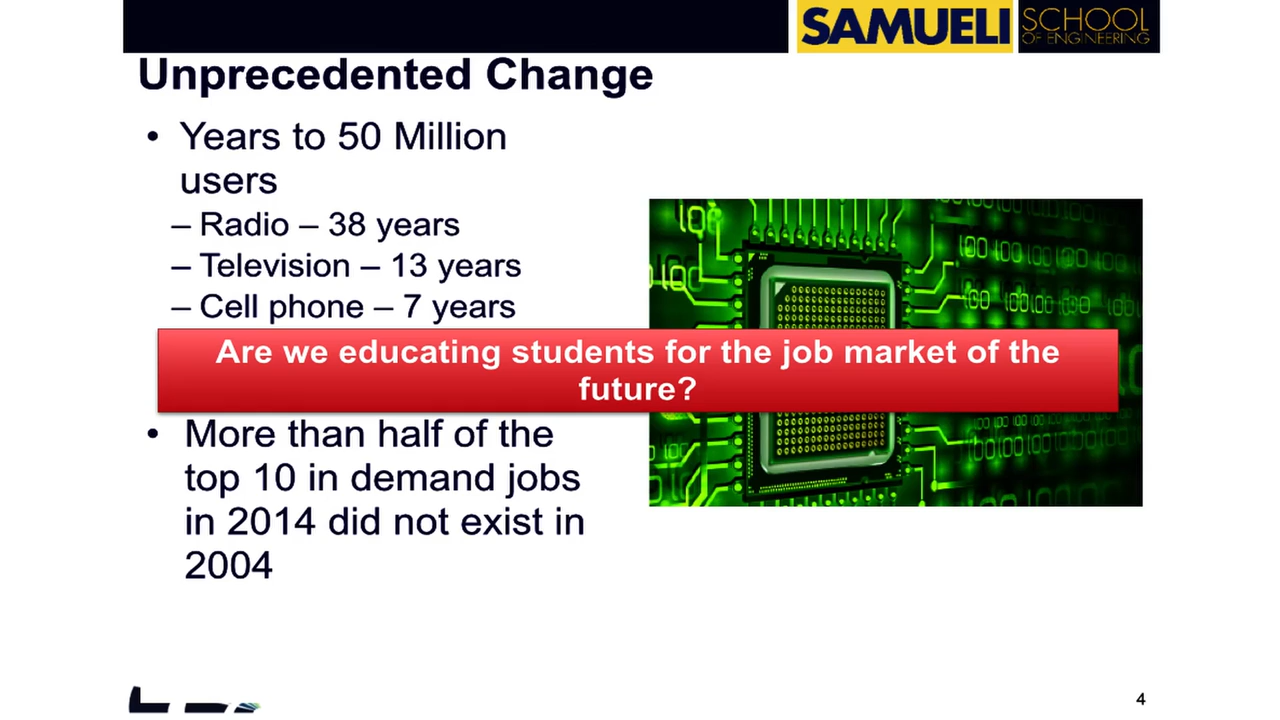 SAMUELI
SCHOOL
OF ENGINEERING
Unprecedented Change
• Years to 50 Million
users
– Radio – 38 years
– Television – 13 years
– Cell phone – 7 years
Are we educating students for the job market of the
future?
• More than half of the
top 10 in demand jobs
in 2014 did not exist in
2004
4